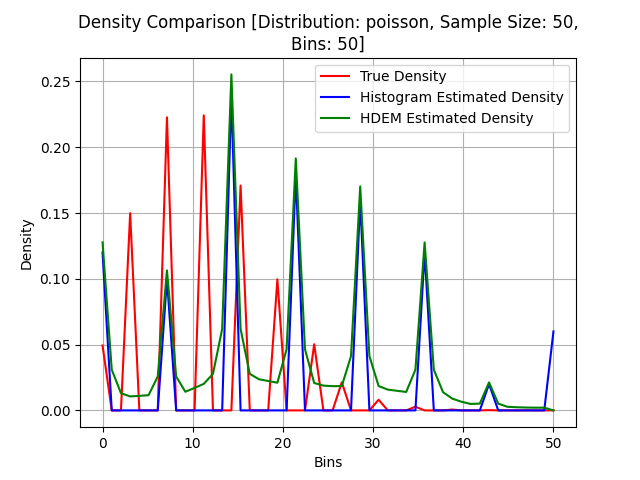 Density Comparison [Distribution: poisson, Sample Size: 50,
Bins: 50]
True Density
Histogram Estimated Density
HDEM Estimated Density
Density
0.25
0.20
0.15
0.10
0.05
0.00
0 10 20 30 40 50
Bins